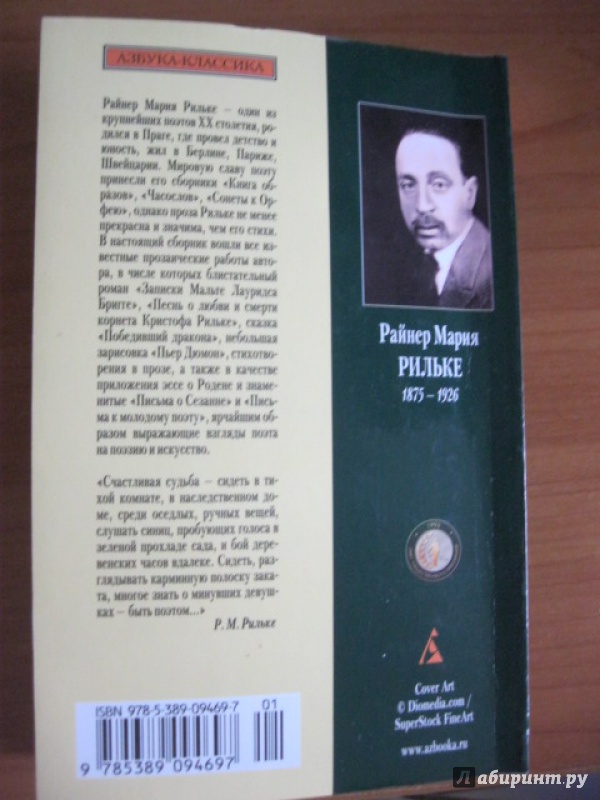 АЗБУКА-КЛАССИКА
Райнер Мария Рильке – один из
крупнейших поэтов XX столетия, ро-
дился в Праге, где провел детство и
юность, жил в Берлине, Париже,
Швейцарии. Мировую славу поэту
принесли его сборники «Книга об-
разов», «Часослов», «Сонеты к Ор-
фею», однако проза Рильке не менее
прекрасна и значима, чем его стихи.
В настоящий сборник вошли все из-
вестные прозаические работы авто-
ра, в числе которых блистательный
роман «Записки Мальте Лауридса
Бригге», «Песнь о любви и смерти
корнета Кристофа Рильке», сказка
«Победивший дракона», небольшая
зарисовка «Пьер Дюмон», стихотво-
рения в прозе, а также в качестве
приложения эссе о Родене и знаме-
нитые «Письма о Сезанне» и «Пись-
ма к молодому поэту», ярчайшим об-
разом выражающие взгляды поэта
на поэзию и искусство.
«Счастливая судьба – сидеть в ти-
хой комнате, в наследственном до-
ме, среди оседлых, ручных вещей,
слушать синиц, пробующих голоса в
зеленой прохладе сада, и бой дере-
венских часов вдалеке. Сидеть, раз-
глядывать карминную полоску зака-
та, многое знать о минувших девуш-
ках – быть поэтом...»
Р. М. Рильке
ISBN 978-5-389-09469-7
01
9 785389 094697
Райнер Мария
РИЛЬКЕ
1875 – 1926
Cover Art
© Diomedia.com /
SuperStock FineArt
www.azbooka.ru
Лабиринт.ру